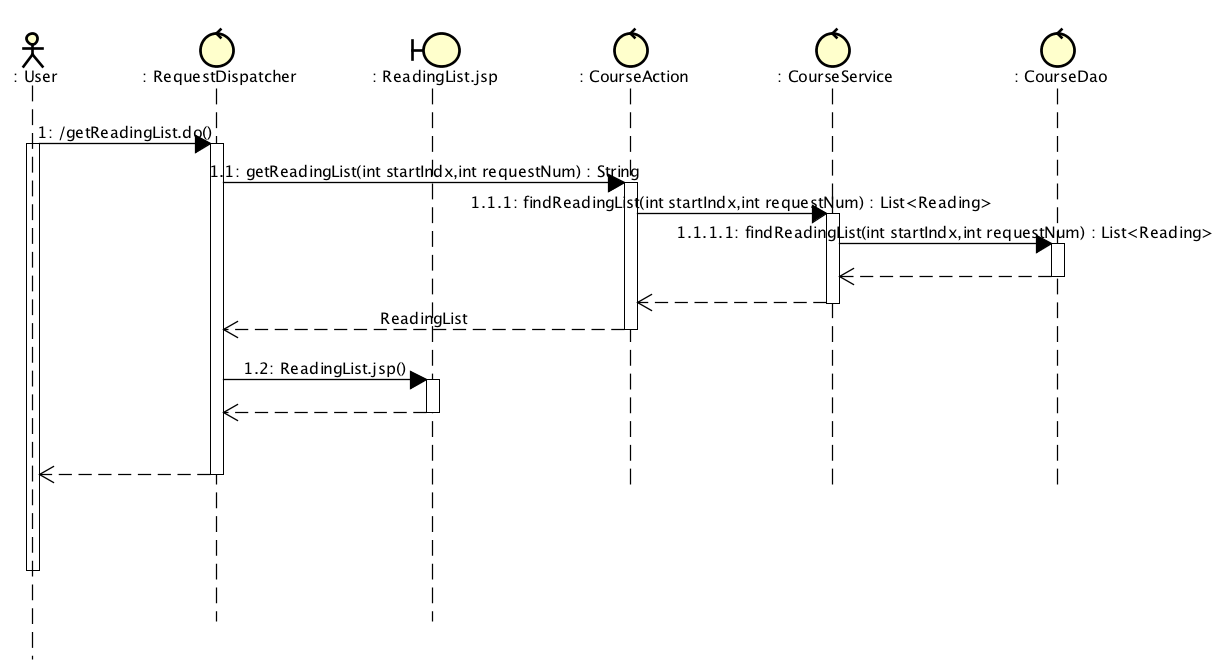 : User
: RequestDispatcher
: ReadingList.jsp
: CourseAction
: CourseService
: CourseDao
1: /getReadingList.do()
1.1: getReadingList(int startIndx,int requestNum) : String
1.1.1: findReadingList(int startIndx,int requestNum) : List<Reading>
1.1.1.1: findReadingList(int startIndx,int requestNum) : List<Reading>
ReadingList
1.2: ReadingList.jsp()